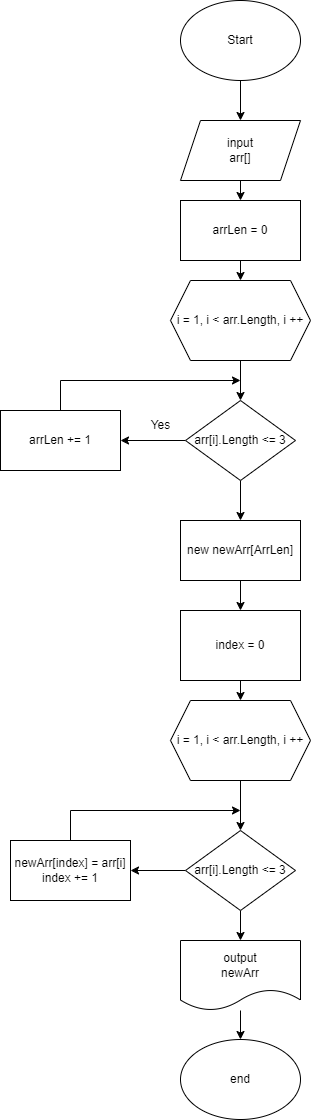 Start
input
arr[]
arrLen = 0
i = 1, i < arr.Length, i ++
Yes
arrLen += 1
arr[i].Length <= 3
new newArr[ArrLen]
index = 0
i = 1, i < arr.Length, i ++
newArr[index] = arr[i]
index += 1
arr[i].Length <= 3
output
newArr
end